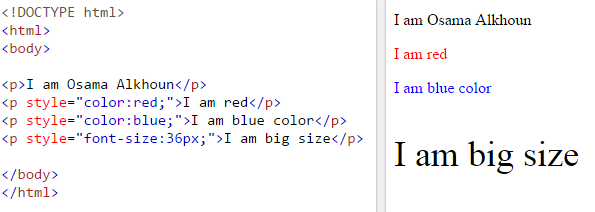 <!DOCTYPE html>
<html>
<body>
<p>I am Osama Alkhoun</p>
<p style="color:red;">I am red</p>
<p style="color:blue;">I am blue color</p>
<p style="font-size:36px;">I am big size</p>
</body>
</html>
I am Osama Alkhoun
I am red
I am blue color
I am big size